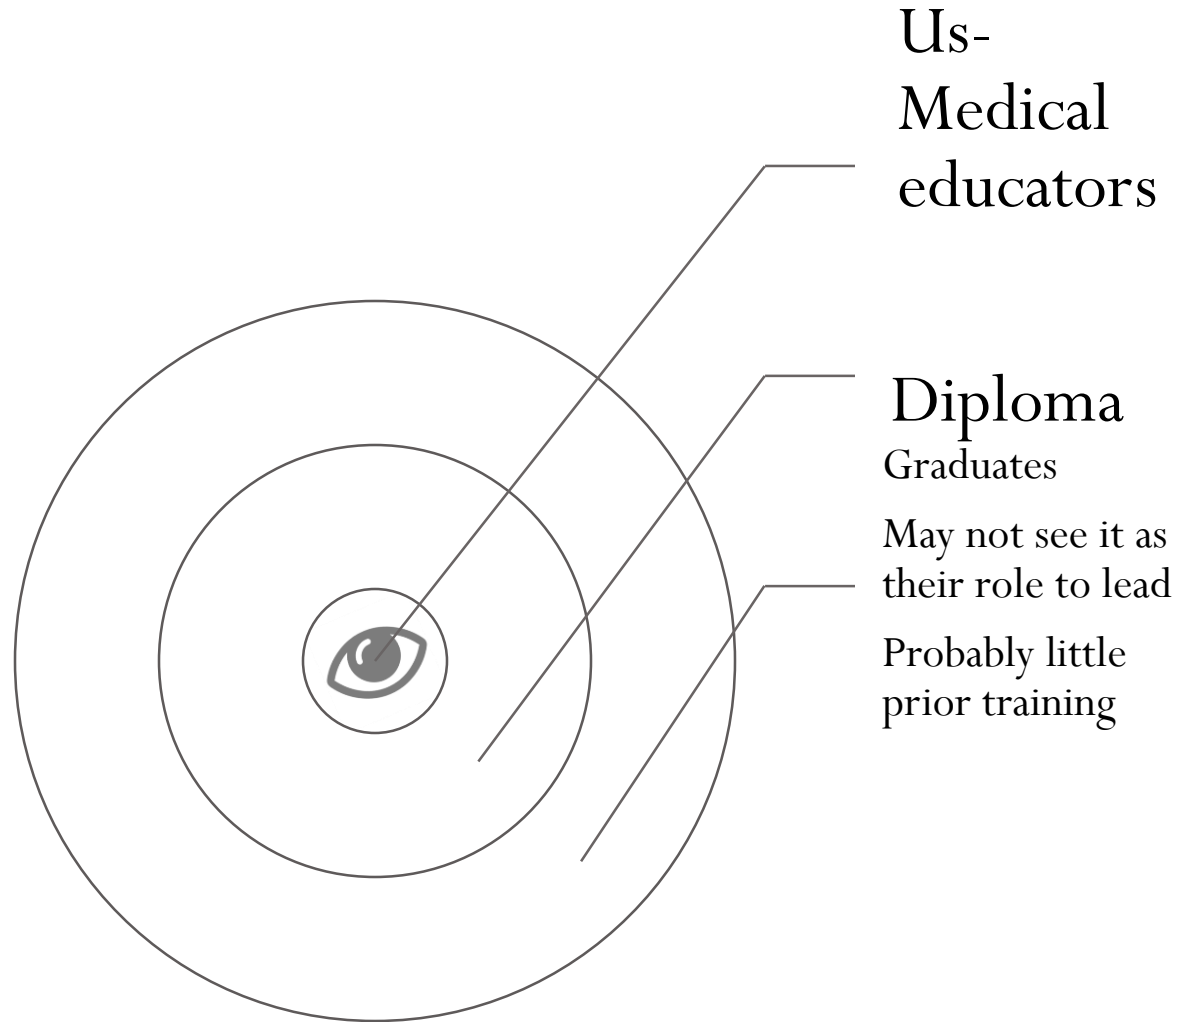 Us-
Medical
educators
Diploma
Graduates
May not see it as
their role to lead
Probably little
prior training